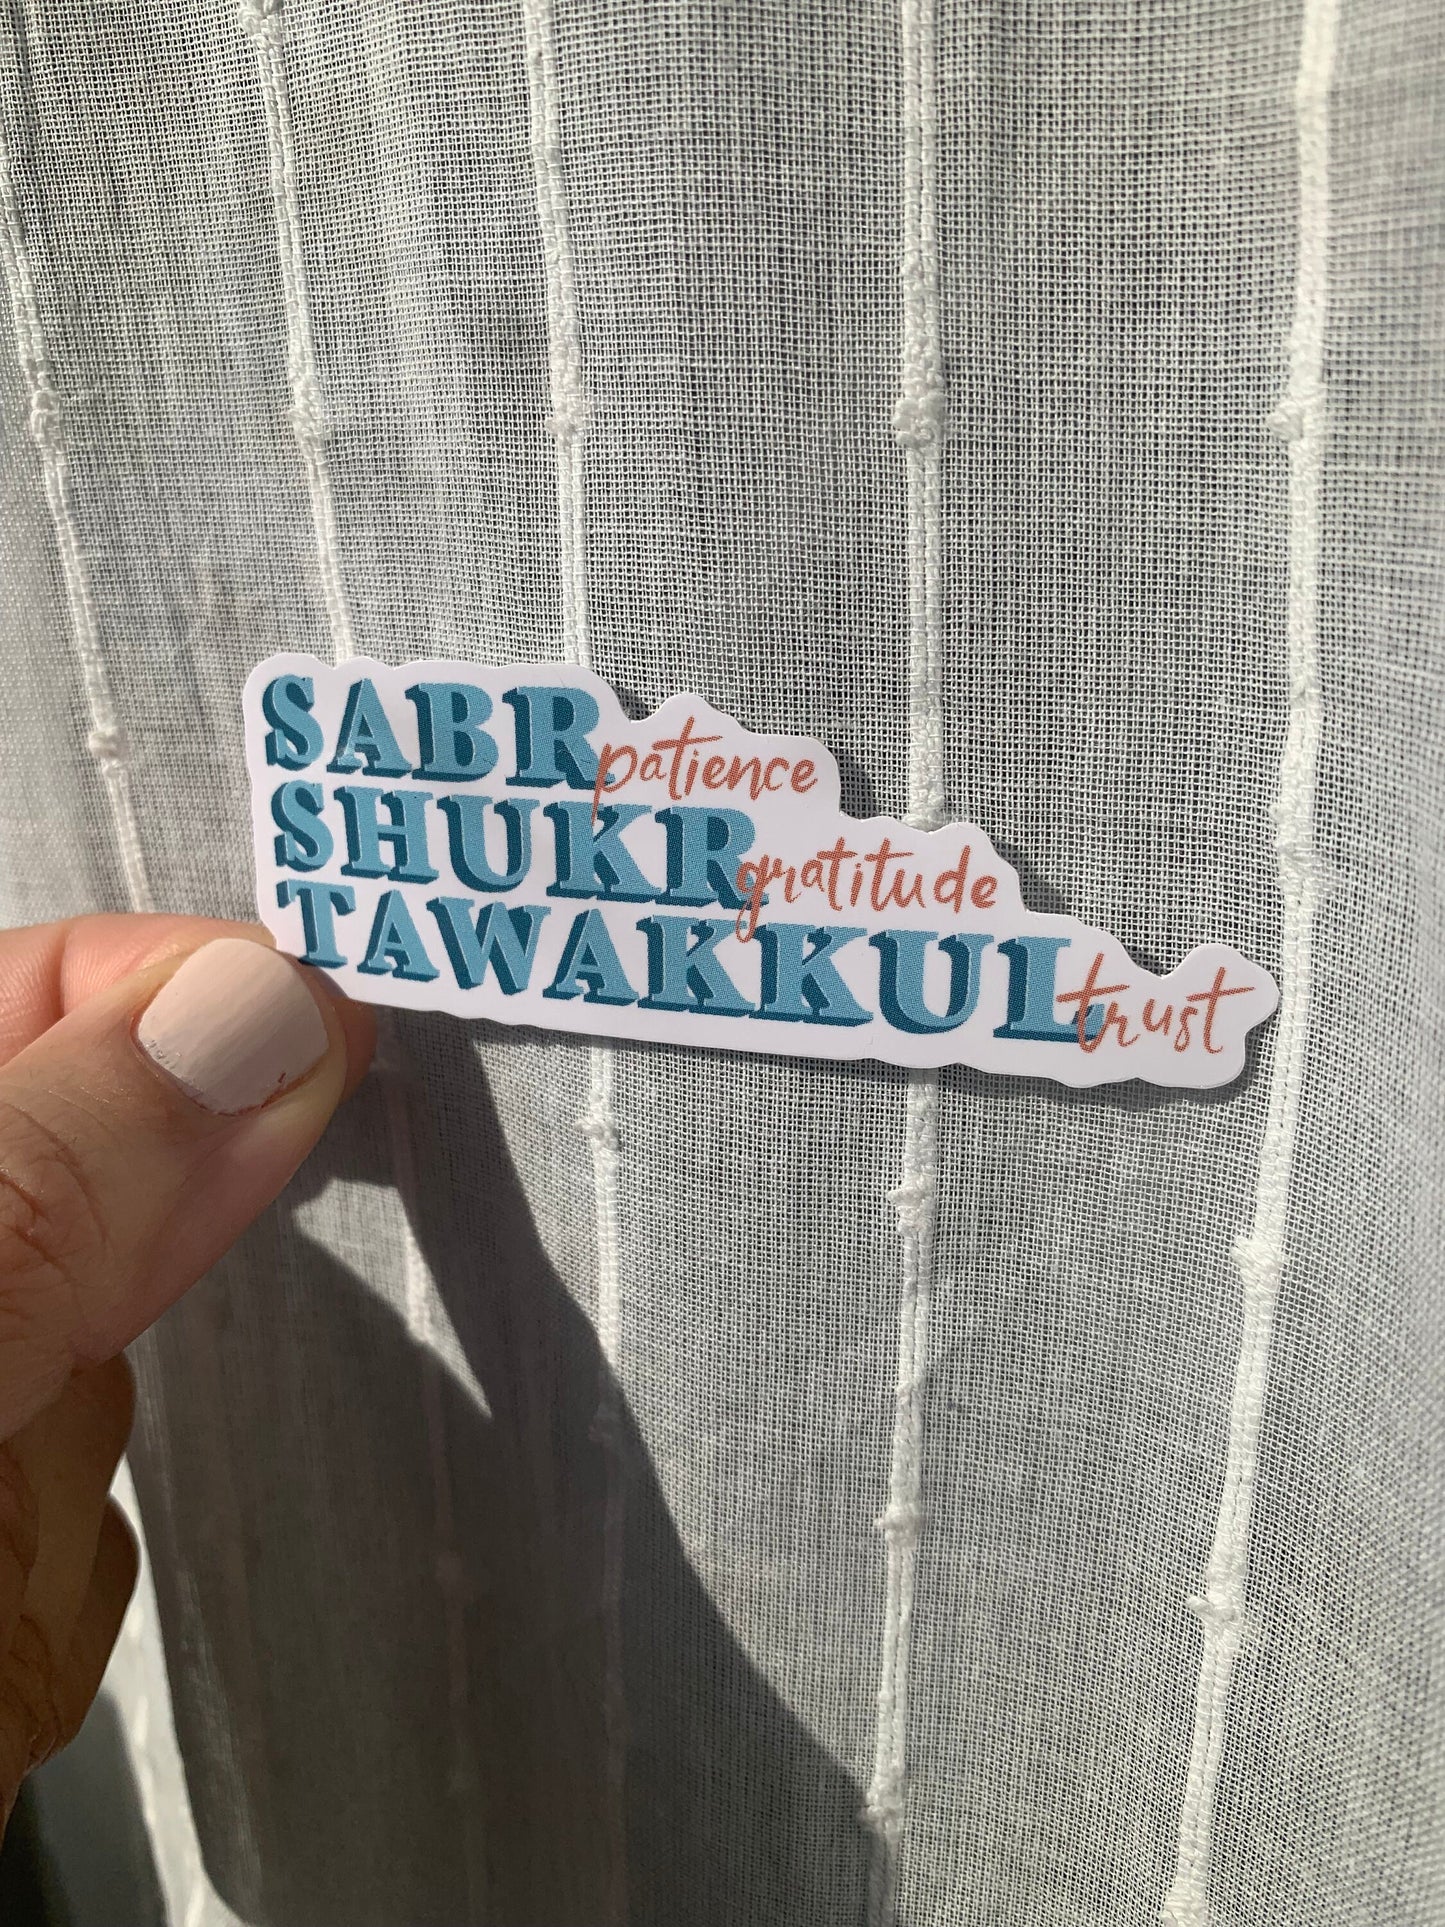 SABR patience
SHUKR gratitude
TAWAKKUL trust